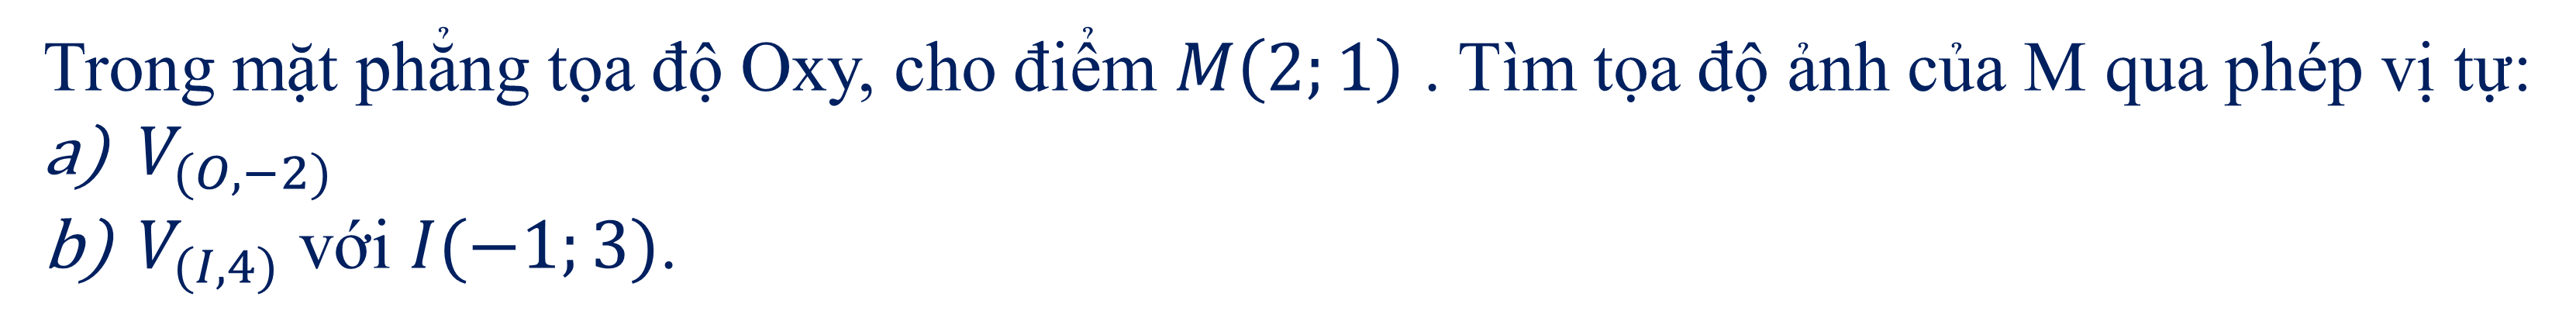 Trong mặt phẳng tọa độ Oxy, cho điểm M(2; 1) . Tìm tọa độ ảnh của M qua phép vị tự:
a) V(O,−2)
b) V(I,4) với I(−1; 3).